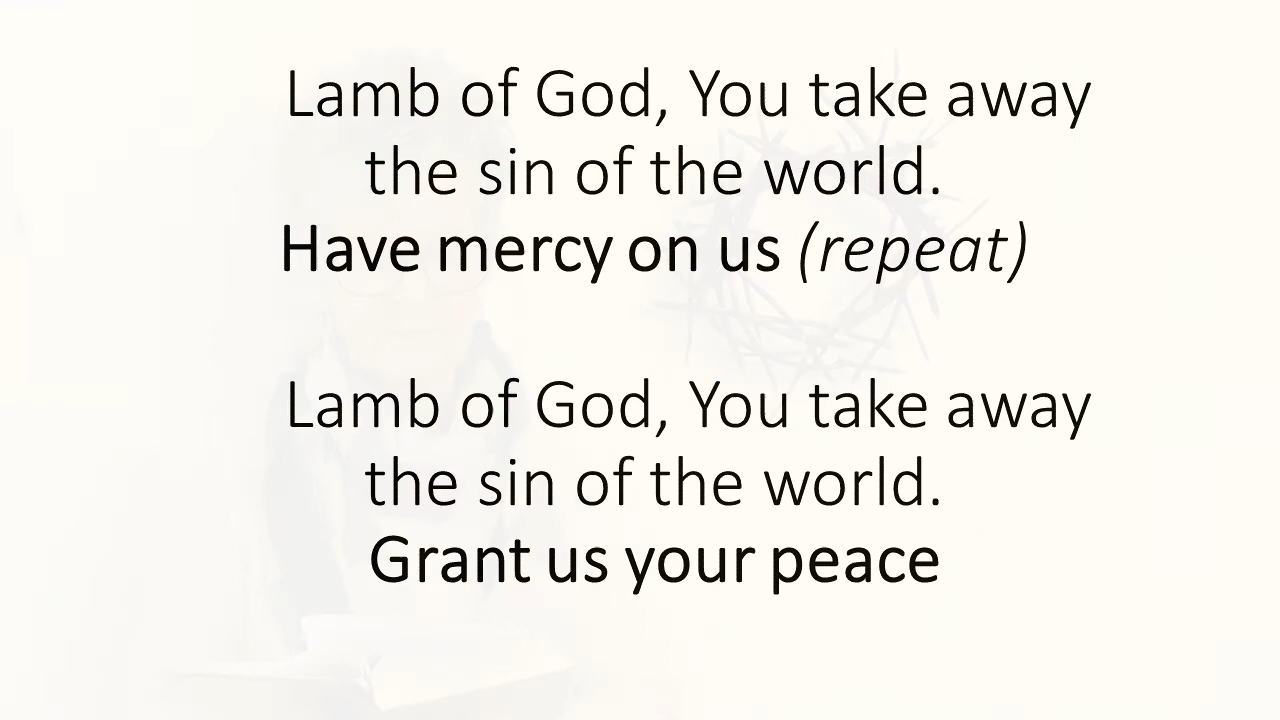 Lamb of God, You take away
the sin of the world.
Have mercy on us (repeat)
Lamb of God, You take away
the sin of the world.
Grant us your peace